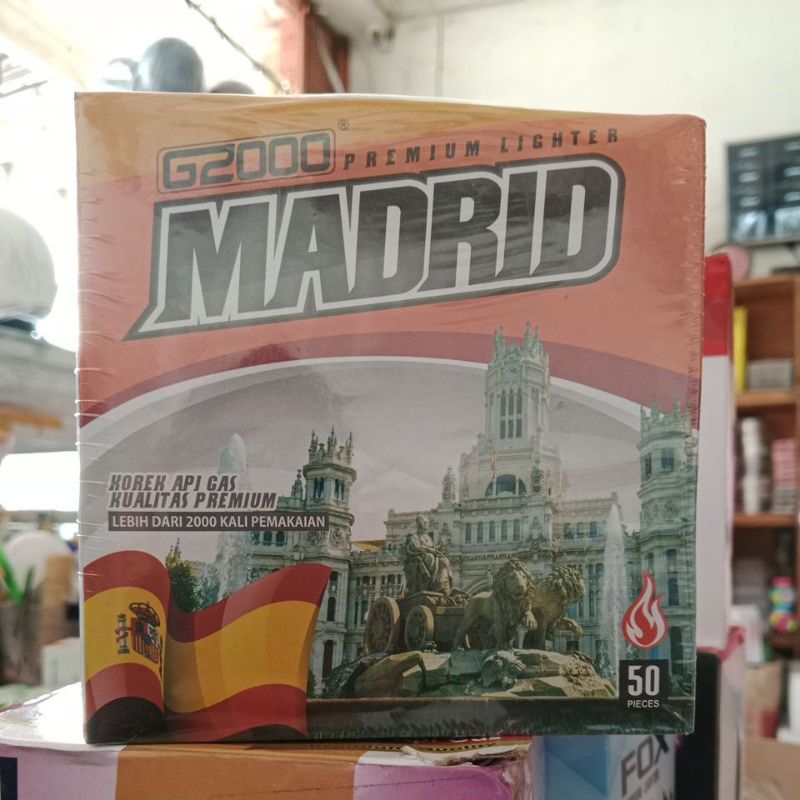 G2000® PREMIUM LIGHTER
MADRID
KOREK API GAS
KUALITAS PREMIUM
LEBIH DARI 2000 KALI PEMAKAIAN
50
PIECES
FOX